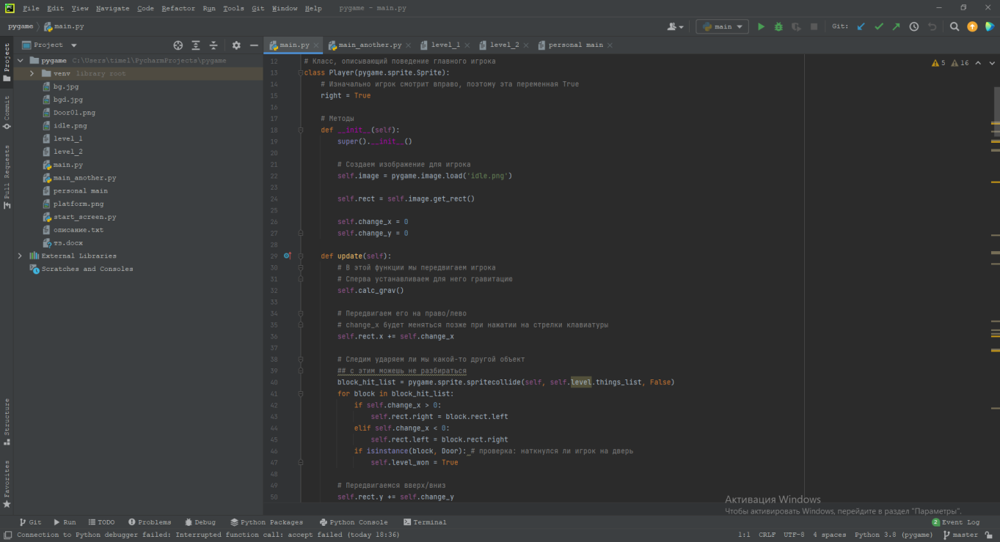 File Edit View Navigate Code Refactor Run Tools Git Window Help pygame - main.py
pygame main.py
main
Git:
Project
main.py
main_another.py
level_1
level_2
personal main
Project
Commit
Pull Requests
Structure
Favorites
pygame C:\Users\timel\PycharmProjects\pygame
venv library root
bg.jpg
bgd.jpg
Door01.png
idle.png
level_1
level_2
main.py
main_another.py
personal main
platform.png
start_screen.py
описание.txt
тз.docx
External Libraries
Scratches and Consoles
5 16
12 # Класс, описывающий поведение главного игрока
13 class Player(pygame.sprite.Sprite):
14 # Изначально игрок смотрит вправо, поэтому эта переменная True
15 right = True
16
17 # Методы
18 def __init__(self):
19 super().__init__()
20
21 # Создаем изображение для игрока
22 self.image = pygame.image.load('idle.png')
23
24 self.rect = self.image.get_rect()
25
26 self.change_x = 0
27 self.change_y = 0
28
29 def update(self):
30 # В этой функции мы передвигаем игрока
31 # Сперва устанавливаем для него гравитацию
32 self.calc_grav()
33
34 # Передвигаем его на право/лево
35 # change_x будет меняться позже при нажатии на стрелки клавиатуры
36 self.rect.x += self.change_x
37
38 # Следим ударяем ли мы какой-то другой объект
39 ## с этим можешь не разбираться
40 block_hit_list = pygame.sprite.spritecollide(self, self.level.things_list, False)
41 for block in block_hit_list:
42 if self.change_x > 0:
43 self.rect.right = block.rect.left
44 elif self.change_x < 0:
45 self.rect.left = block.rect.right
46 if isinstance(block, Door): # проверка: наткнулся ли игрок на дверь
47 self.level_won = True
48
49 # Передвигаемся вверх/вниз
50 self.rect.y += self.change_y
Активация Windows
Чтобы активировать Windows, перейдите в раздел "Параметры".
Git Run TODO Problems Debug Python Packages Python Console Terminal 2 Event Log
Connection to Python debugger failed: Interrupted function call: accept failed (today 18:36) 1:1 CRLF UTF-8 4 spaces Python 3.8 (pygame) master